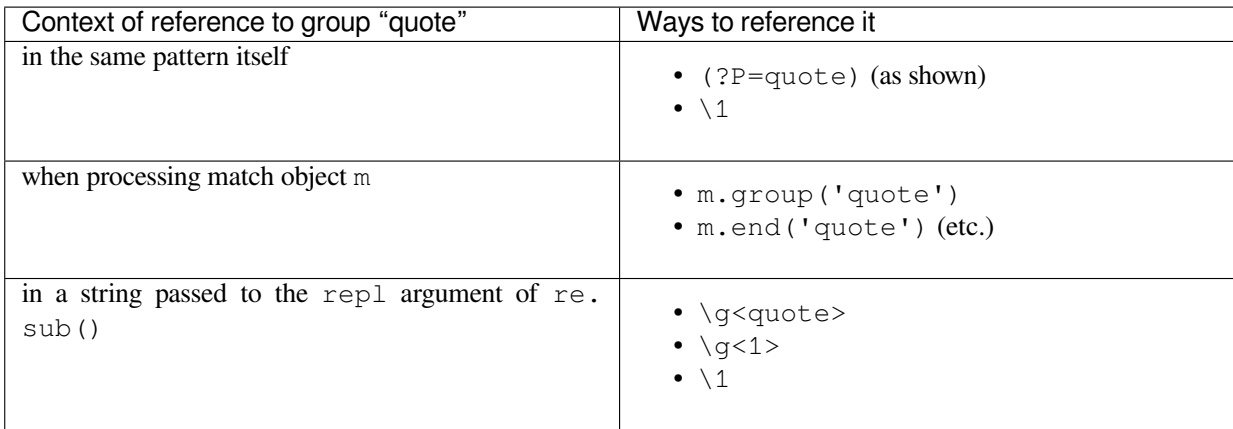 Context of reference to group “quote”
Ways to reference it
in the same pattern itself
• (?P=quote) (as shown)
• \1
when processing match object m
• m.group('quote')
• m.end('quote') (etc.)
in a string passed to the repl argument of re.
sub()
• \g<quote>
• \g<1>
• \1